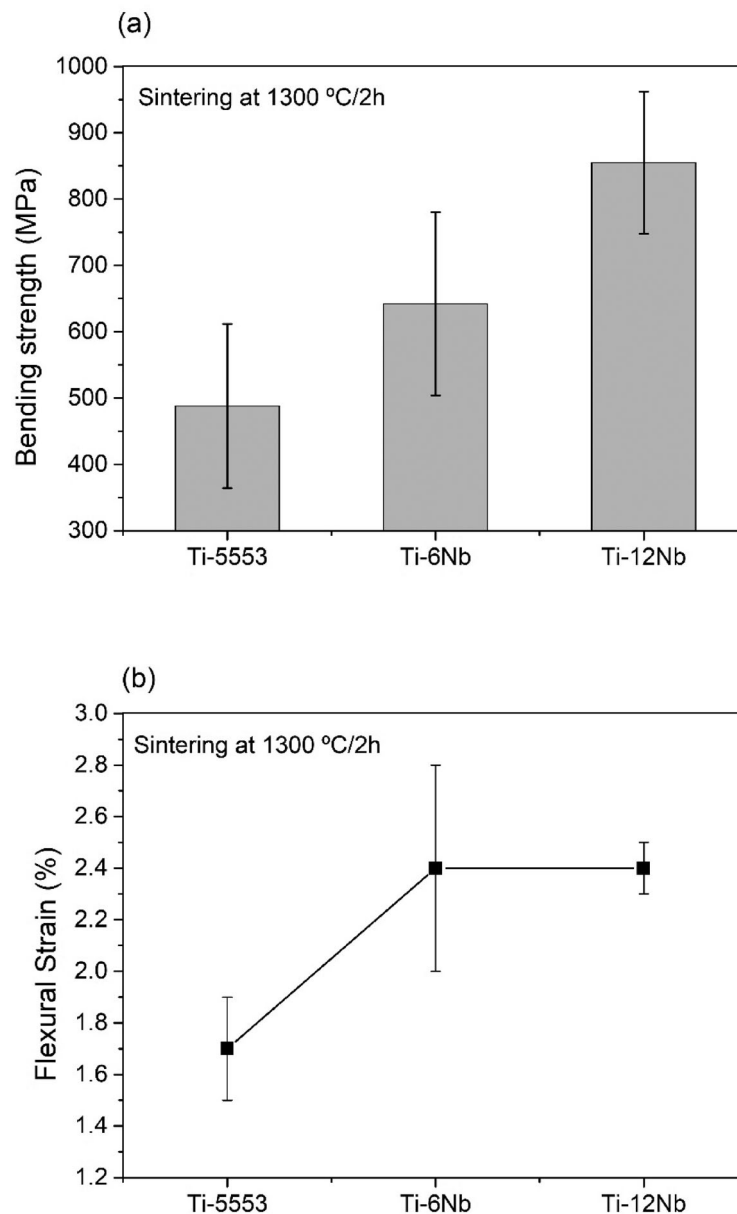 (a)
1000
Sintering at 1300 ºC/2h
900
800
700
600
500
400
300
Bending strength (MPa)
Ti-5553 Ti-6Nb Ti-12Nb
(b)
3.0
Sintering at 1300 ºC/2h
2.8
2.6
2.4
2.2
2.0
1.8
1.6
1.4
1.2
Flexural Strain (%)
Ti-5553 Ti-6Nb Ti-12Nb